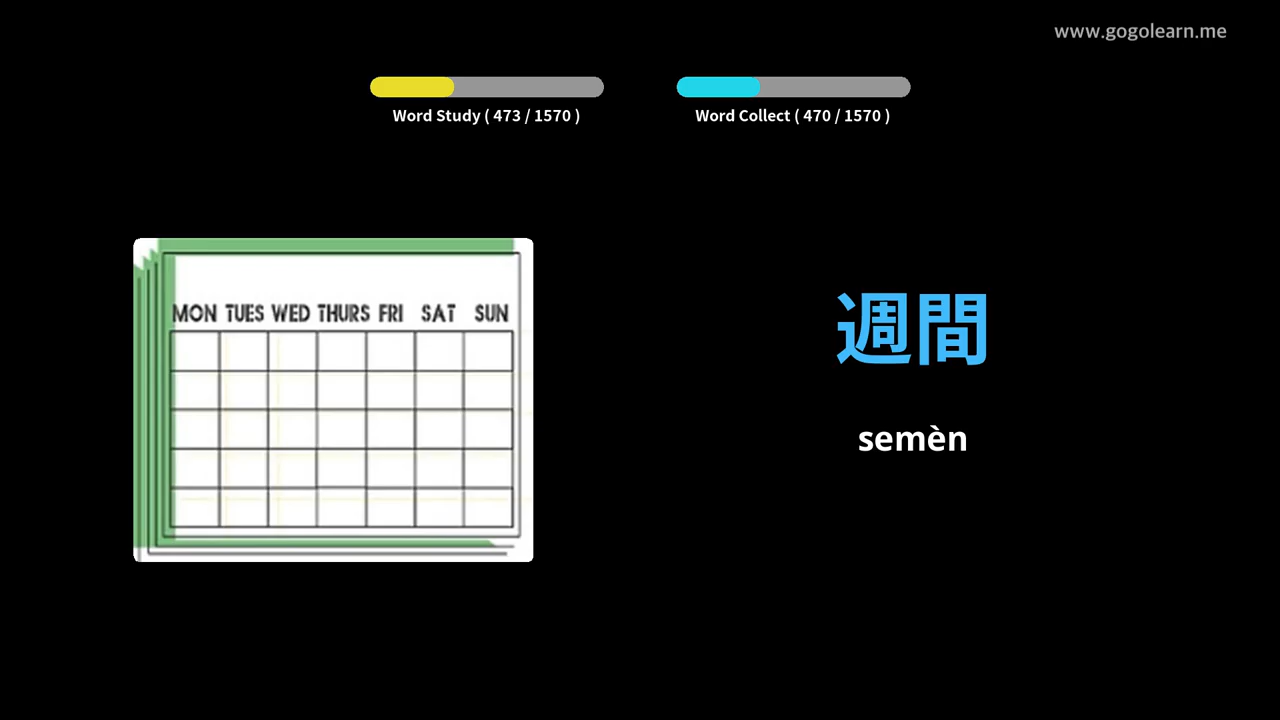 www.gogolearn.me
Word Study ( 473 / 1570 )
Word Collect ( 470 / 1570 )
MON TUES WED THURS FRI SAT SUN
週間
semèn